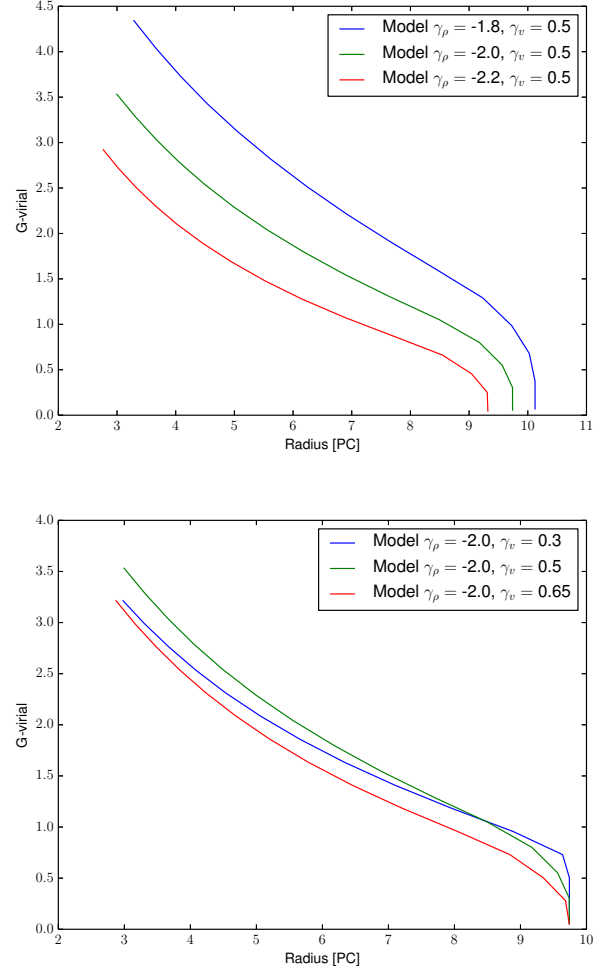 4.5
4.0
3.5
3.0
2.5
2.0
1.5
1.0
0.5
0.0
G-virial
Model γρ = -1.8, γv = 0.5
Model γρ = -2.0, γv = 0.5
Model γρ = -2.2, γv = 0.5
2 3 4 5 6 7 8 9 10 11
Radius [PC]
4.0
3.5
3.0
2.5
2.0
1.5
1.0
0.5
0.0
G-virial
Model γρ = -2.0, γv = 0.3
Model γρ = -2.0, γv = 0.5
Model γρ = -2.0, γv = 0.65
2 3 4 5 6 7 8 9 10
Radius [PC]